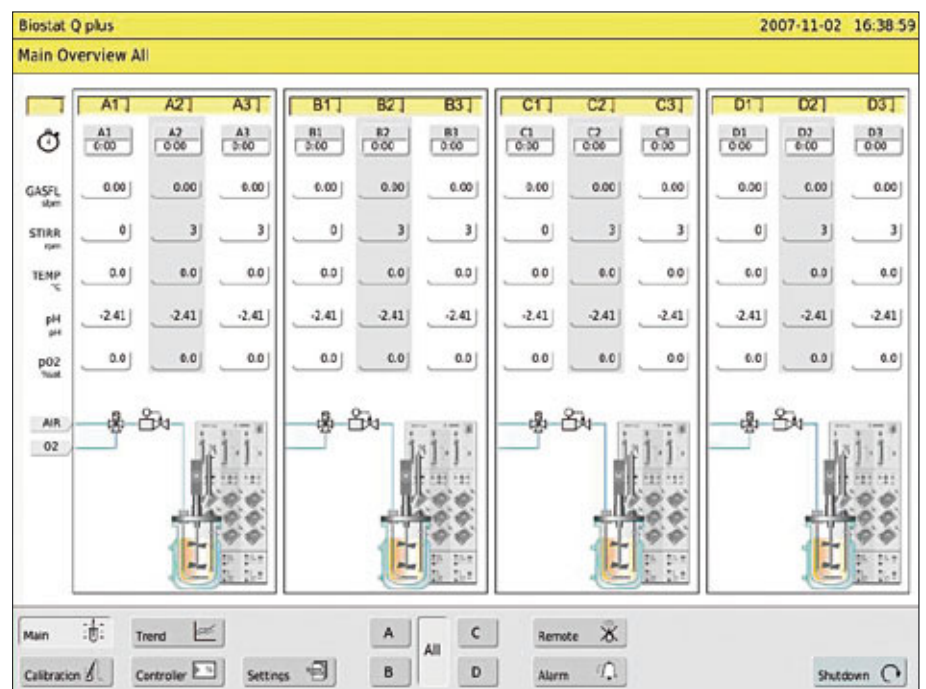 Biostat Q plus 2007-11-02 16:38:59
Main Overview All
A1 A2 A3 B1 B2 B3 C1 C2 C3 D1 D2 D3
A1 A2 A3 B1 B2 B3 C1 C2 C3 D1 D2 D3
0:00 0:00 0:00 0:00 0:00 0:00 0:00 0:00 0:00 0:00 0:00 0:00
GASFL 0.00 0.00 0.00 0.00 0.00 0.00 0.00 0.00 0.00 0.00 0.00 0.00
STIRR 0 3 3 0 3 3 0 3 3 0 3 3
rpm
TEMP 0.0 0.0 0.0 0.0 0.0 0.0 0.0 0.0 0.0 0.0 0.0 0.0
°C
pH -2.41 -2.41 -2.41 -2.41 -2.41 -2.41 -2.41 -2.41 -2.41 -2.41 -2.41 -2.41
pH
pO2 0.0 0.0 0.0 0.0 0.0 0.0 0.0 0.0 0.0 0.0 0.0 0.0
AIR
O2
Main Trend A All C Remote
Calibration Controller Settings B D Alarm Shutdown